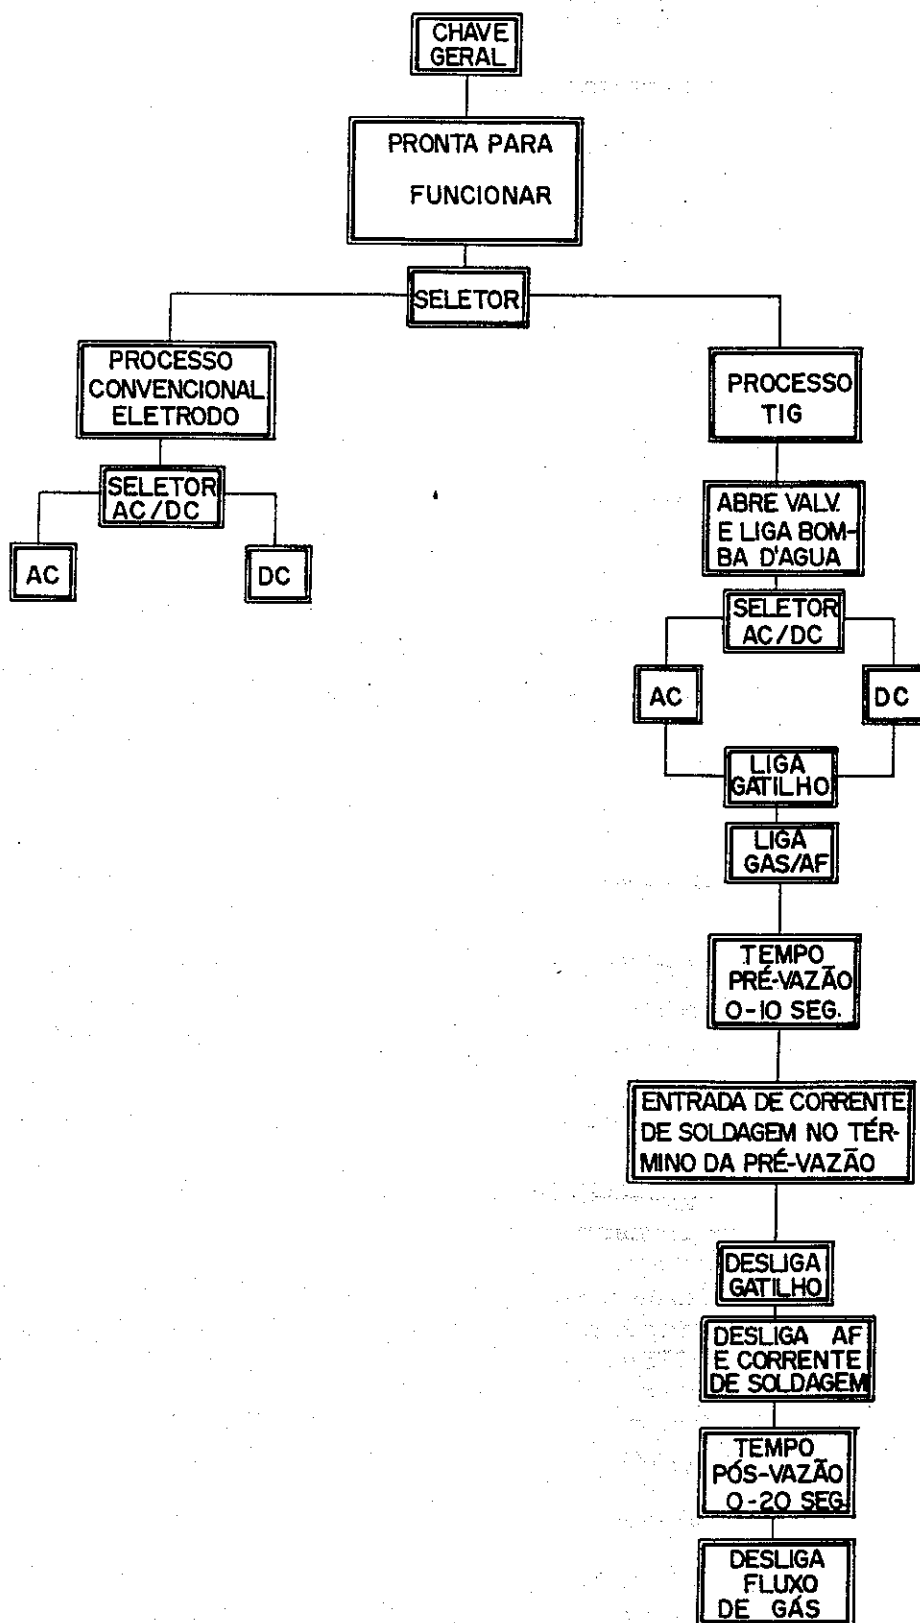 CHAVE
GERAL
PRONTA PARA
FUNCIONAR
SELETOR
PROCESSO
CONVENCIONAL
ELETRODO
SELETOR
AC/DC
AC
DC
PROCESSO
TIG
ABRE VALV.
E LIGA BOM-
BA D'AGUA
SELETOR
AC/DC
AC
DC
LIGA
GATILHO
LIGA
GAS/AF
TEMPO
PRÉ-VAZÃO
0-10 SEG.
ENTRADA DE CORRENTE
DE SOLDAGEM NO TÉR-
MINO DA PRÉ-VAZÃO
DESLIGA
GATILHO
DESLIGA AF
E CORRENTE
DE SOLDAGEM
TEMPO
PÓS-VAZÃO
0-20 SEG.
DESLIGA
FLUXO
DE GÁS